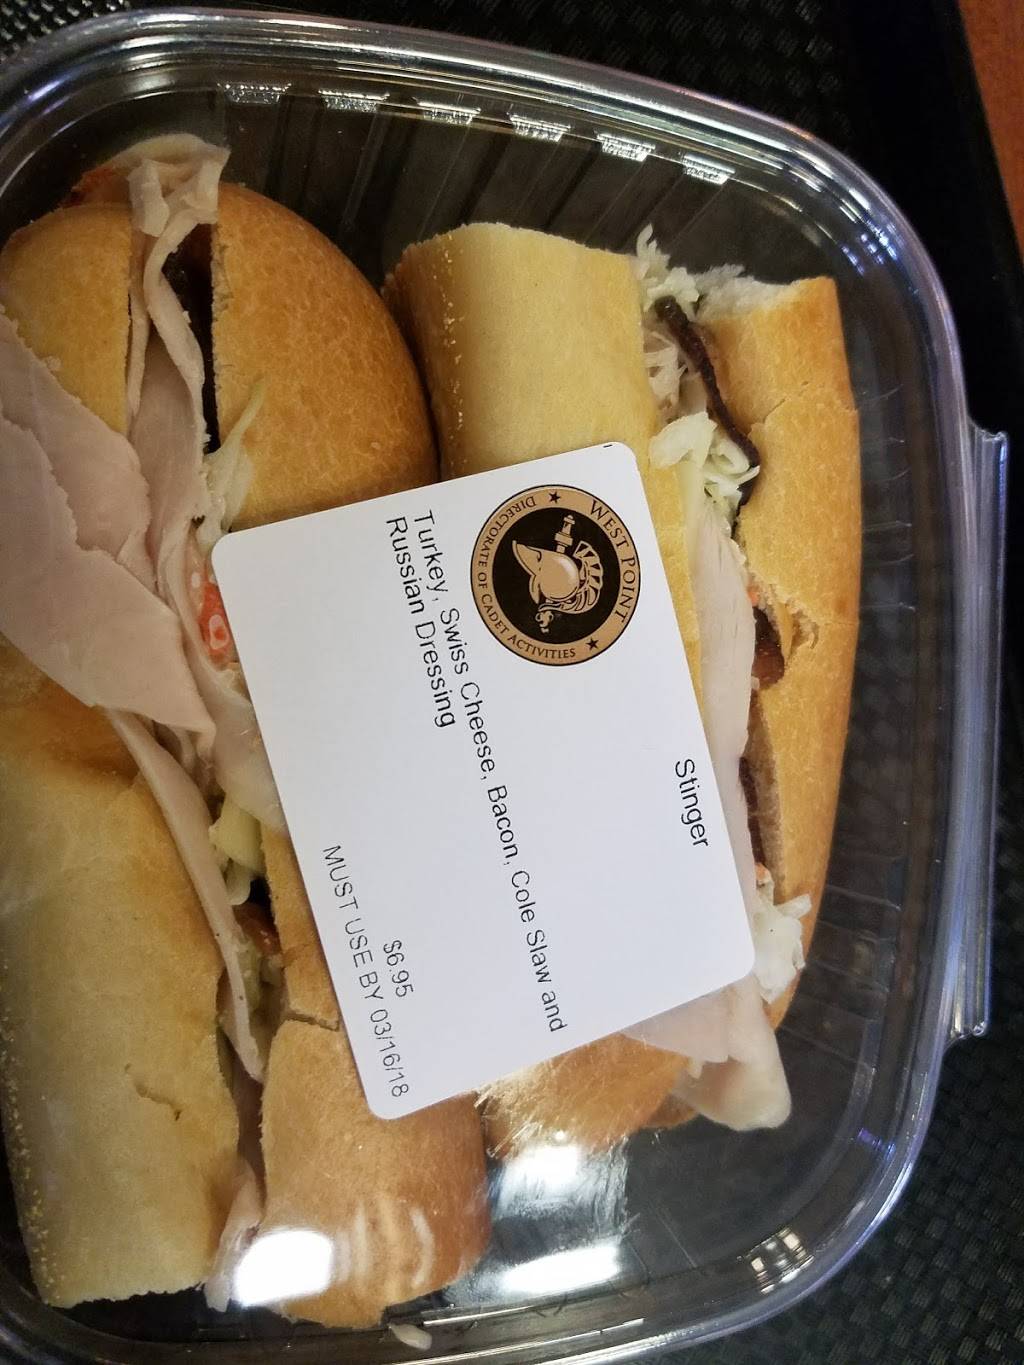 WEST POINT
DIRECTORATE OF CADET ACTIVITIES
Stinger
Turkey, Swiss Cheese, Bacon, Cole Slaw and
Russian Dressing
$6.95
MUST USE BY 03/16/18